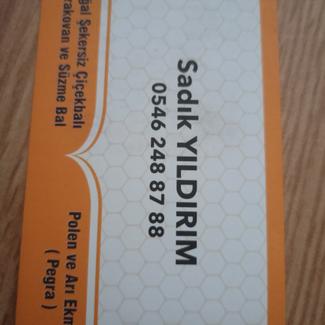 Sadık YILDIRIM
0546 248 87 88
Şekersiz Çiçekbalı
ve Süzme Bal
Polen ve Arı
( Pegra )